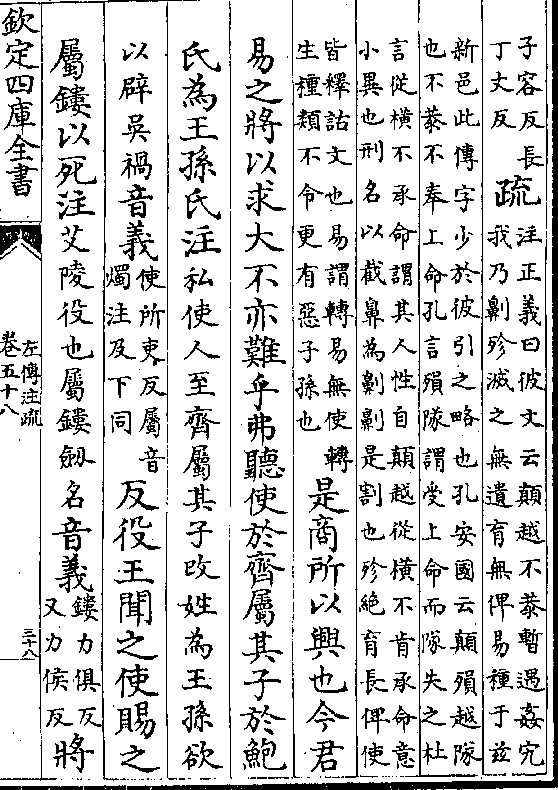 子容反長
丁丈反
疏
注正義曰彼文云顛越不恭暫遇姦宄
我乃劓殄滅之無遺育無俾易種于兹
新邑此傳字少於彼引之略也孔安國云顛隕越隊
也不恭不奉上命孔言隕隊謂受上命而隊失之杜
言從橫不承命謂其人性自顛越從橫不肯承命意
小異也刑名以截鼻為劓劓是割也殄絶育長俾使
皆釋詁文也易謂轉易無使轉
生種類不令更有惡子孫也
是商所以興也今君
易之將以求大不亦難乎弗聽使於齊屬其子於鮑
氏為王孫氏注私使人至齊屬其子改姓為王孫欲
以辟吳禍音義
使所吏反屬音
燭注及下同
反役王聞之使賜之
屬鏤以死注艾陵役也屬鏤劒名音義
鏤力俱反
又力侯反
將
欽定四庫全書
左傳注疏
卷五十八